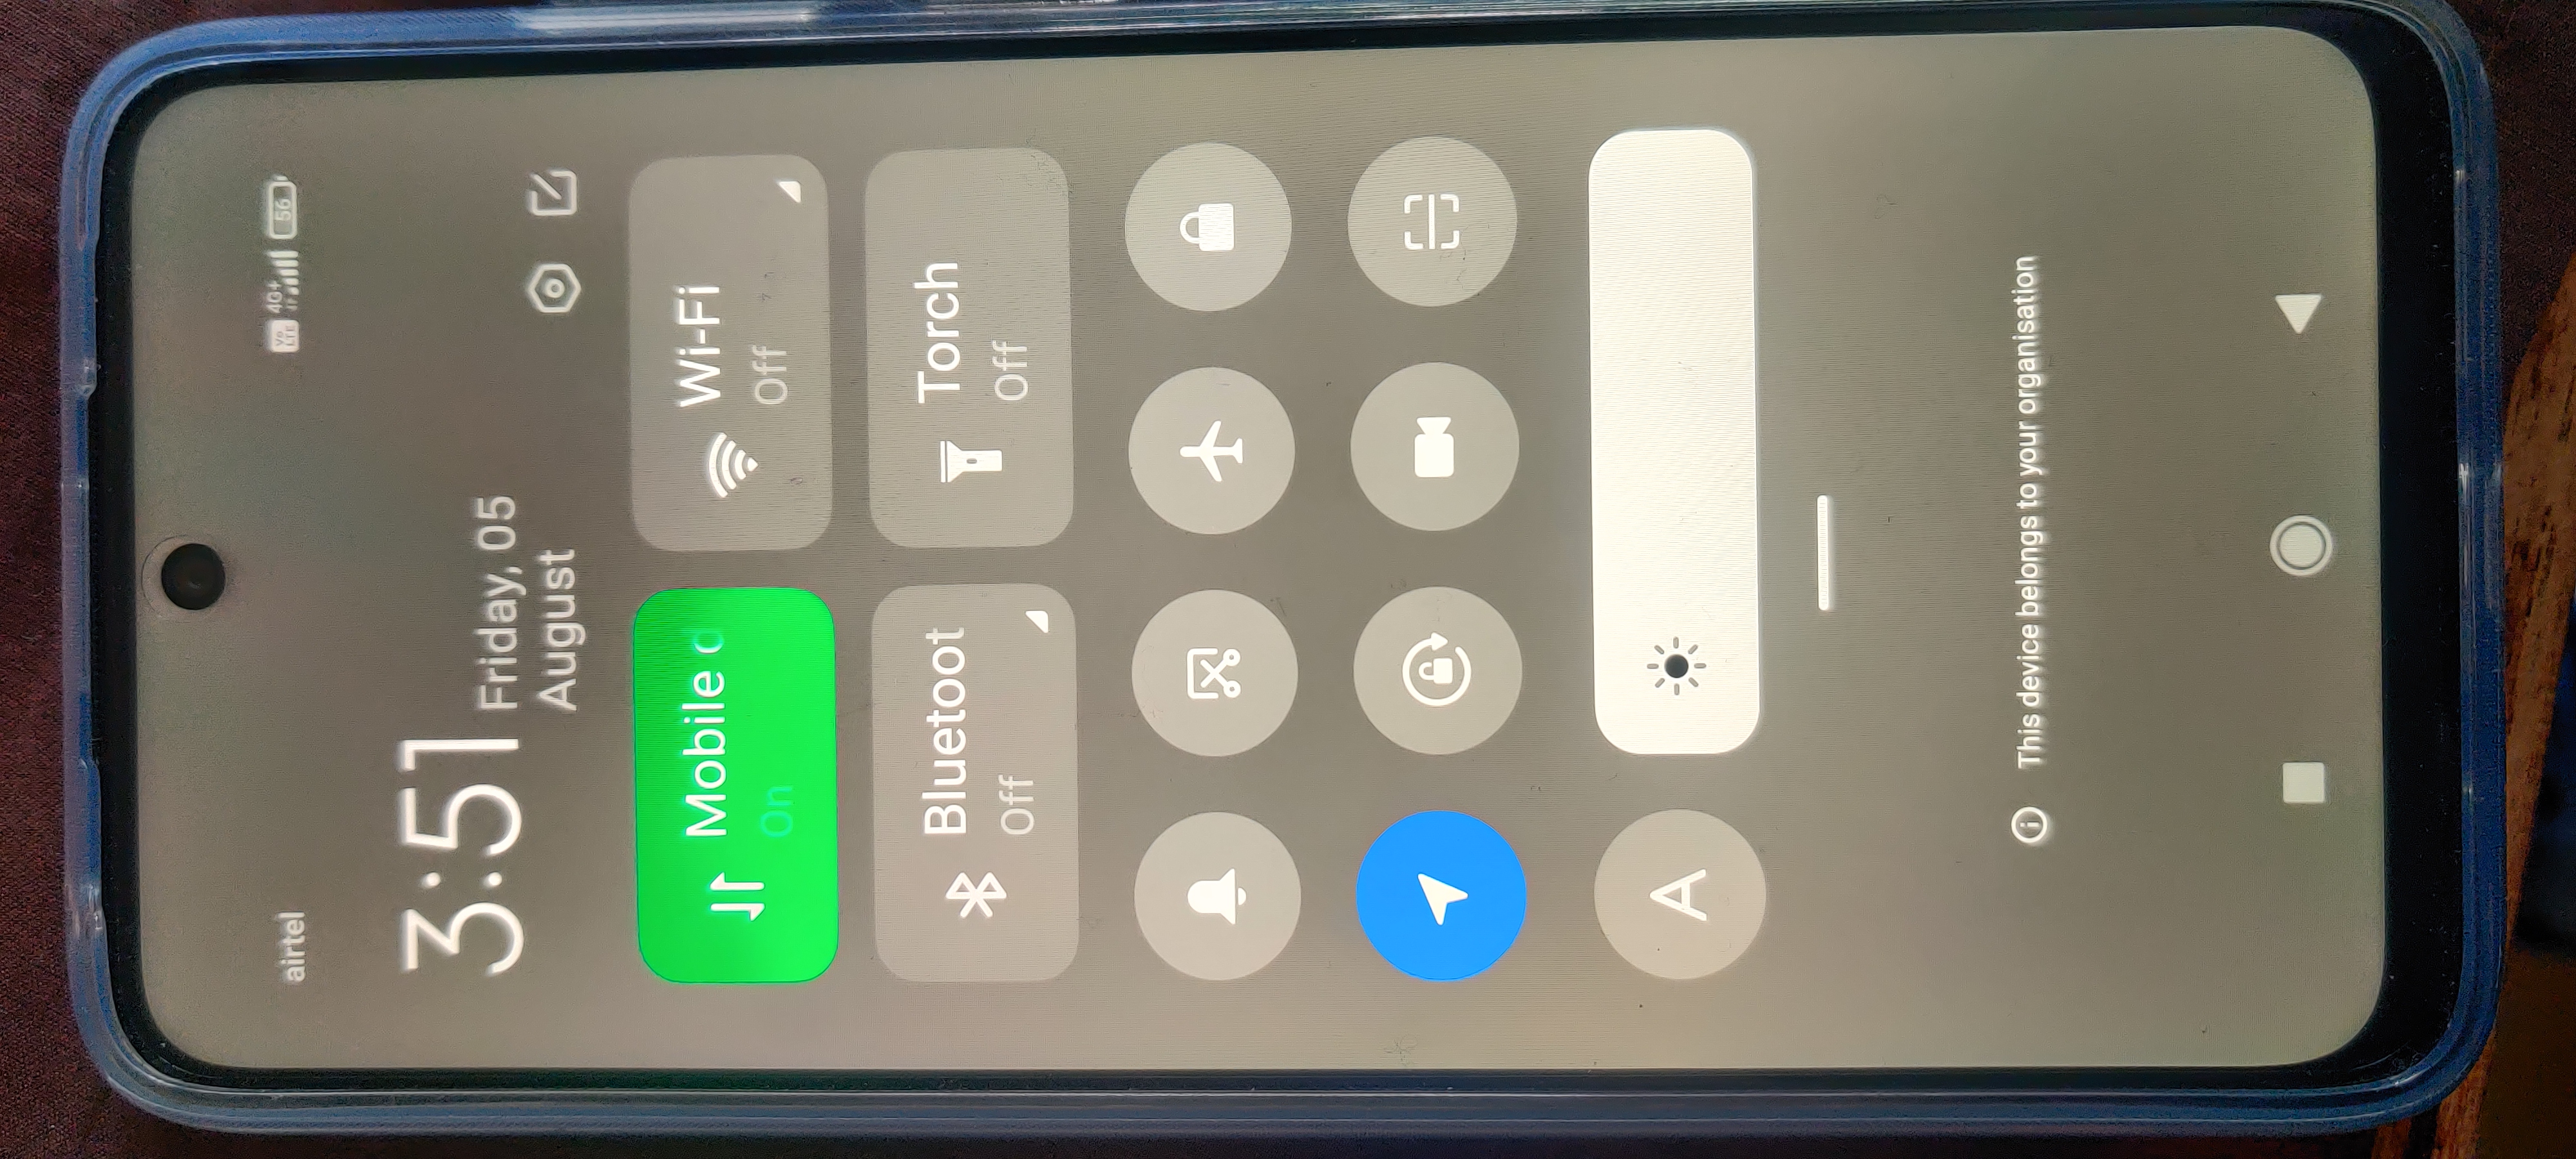 airtel
Vo LTE 4G+ 56
3:51 Friday, 05
August
Mobile
On
Wi-Fi
Off
Bluetoot
Off
Torch
Off
A
This device belongs to your organisation